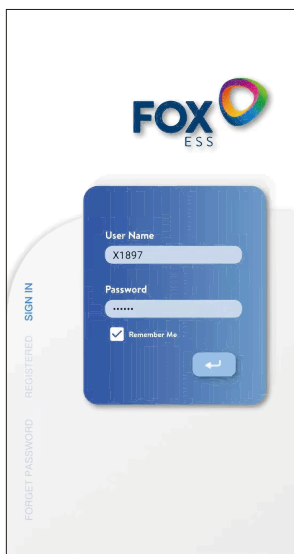 FOX
ESS
User Name
X1897
Password
••••••
Remember Me
SIGN IN
REGISTERED
FORGET PASSWORD